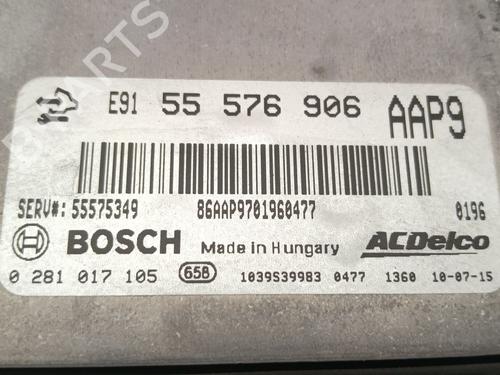 E91 55 576 906 AAP9
SERV#: 55575349 86AAP9701960477 0196
BOSCH Made in Hungary ACDelco
0 281 017 105 658 1039S39983 0477 1360 10-07-15